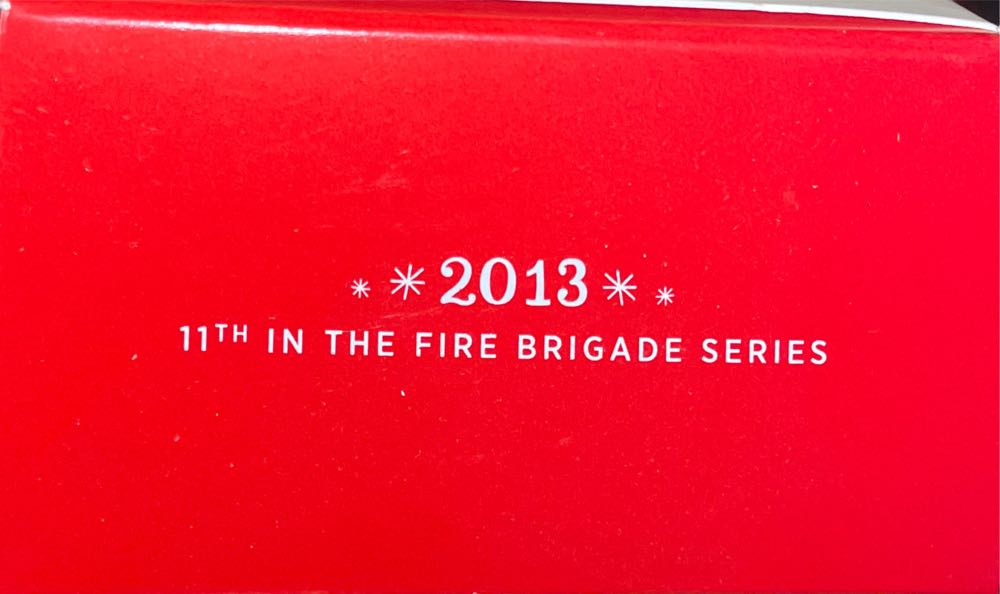 * * 2013 * *
11TH IN THE FIRE BRIGADE SERIES